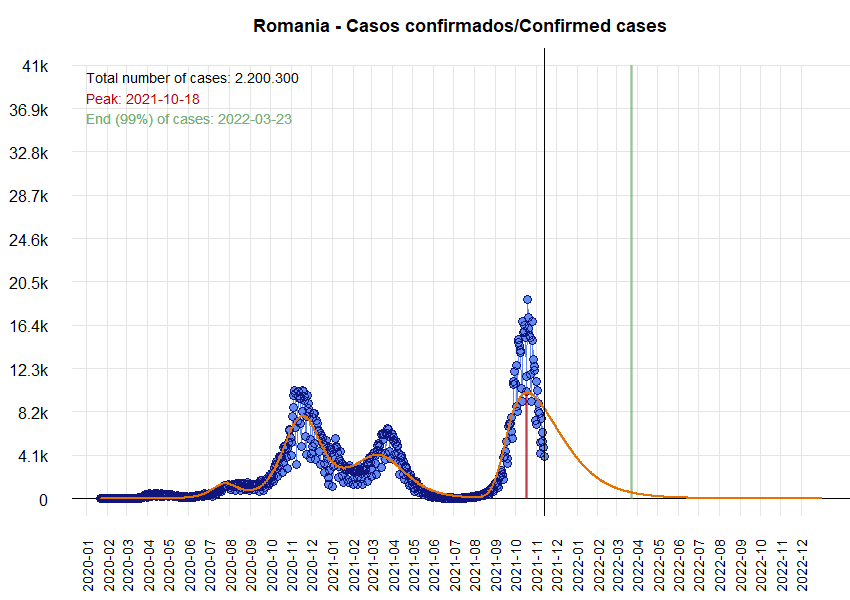 Romania - Casos confirmados/Confirmed cases
41k
Total number of cases: 2.200.300
Peak: 2021-10-18
36.9k
End (99%) of cases: 2022-03-23
32.8k
28.7k
24.6k
20.5k
16.4k
12.3k
8.2k
4.1k
0
2020-01
2020-02
2020-03
2020-04
2020-05
2020-06
2020-07
2020-08
2020-09
2020-10
2020-11
2020-12
2021-01
2021-02
2021-03
2021-04
2021-05
2021-06
2021-07
2021-08
2021-09
2021-10
2021-11
2021-12
2022-01
2022-02
2022-03
2022-04
2022-05
2022-06
2022-07
2022-08
2022-09
2022-10
2022-11
2022-12